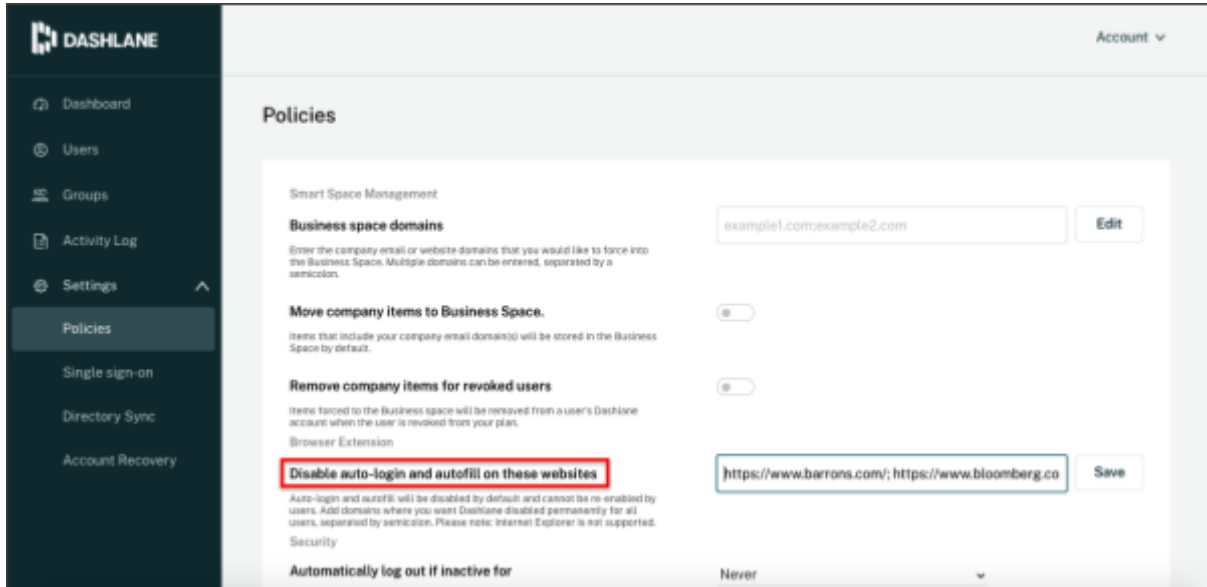 DASHLANE
Account
Dashboard
Users
Groups
Activity Log
Settings
Policies
Single sign-on
Directory Sync
Account Recovery
Policies
Smart Space Management
Business space domains
example1.com;example2.com
Edit
Enter the company email or website domains that you would like to force into
the Business Space. Multiple domains can be entered, separated by a
semicolon.
Move company items to Business Space.
Items that include your company email domain(s) will be stored in the Business
Space by default.
Remove company items for revoked users
Items forced to the Business space will be removed from a user's Dashlane
account when the user is revoked from your plan.
Browser Extension
Disable auto-login and autofill on these websites
https://www.barrons.com/; https://www.bloomberg.co
Save
Auto-login and autofill will be disabled by default and cannot be re-enabled by
users. Add domains where you want Dashlane disabled permanently for all
users, separated by semicolon. Please note: Internet Explorer is not supported.
Security
Automatically log out if inactive for
Never